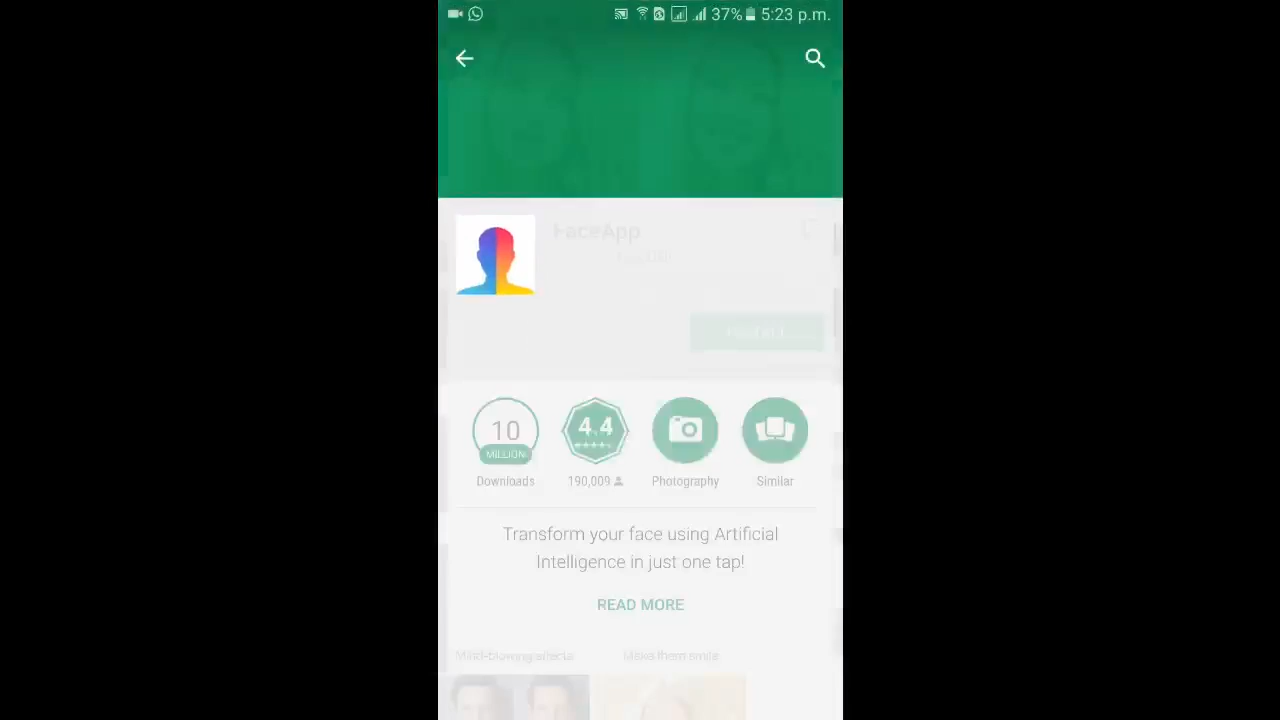 37% 5:23 p.m.
FaceApp
10
MILLION
Downloads
4.4
190,009
Photography
Similar
Transform your face using Artificial
Intelligence in just one tap!
READ MORE
Mind-blowing effects
Make them smile